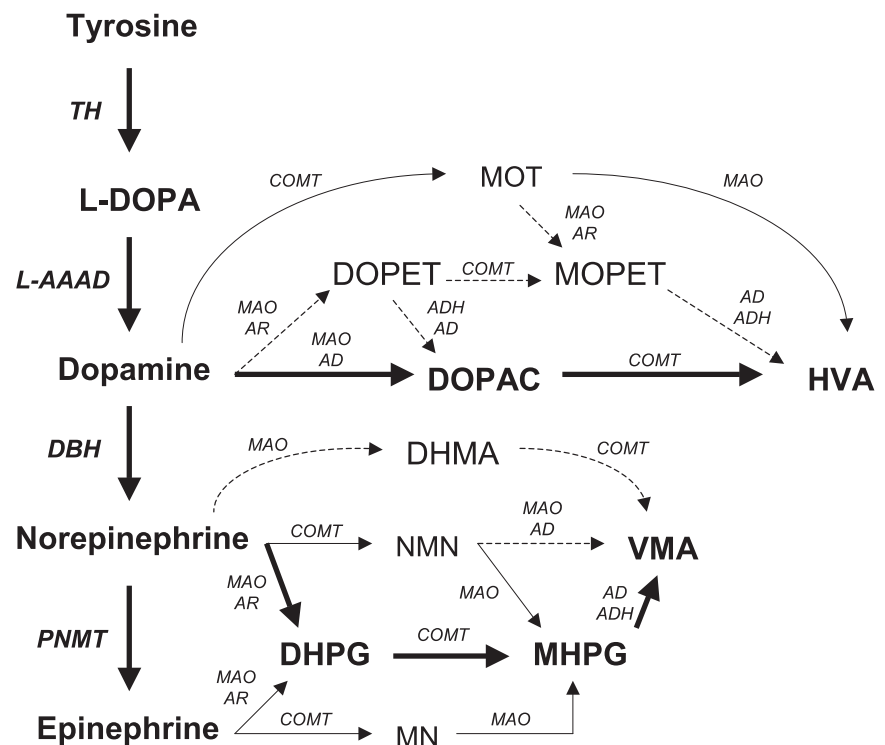 Tyrosine
TH
COMT
MOT
MAO
L-DOPA
MAO
AR
L-AAAD
DOPET
COMT
MOPET
MAO
AR
ADH
AD
AD
ADH
MAO
AD
COMT
Dopamine
DOPAC
HVA
DBH
MAO
DHMA
COMT
MAO
AD
Norepinephrine
COMT
NMN
VMA
MAO
AR
MAO
AD
ADH
PNMT
DHPG
COMT
MHPG
MAO
AR
Epinephrine
COMT
MN
MAO